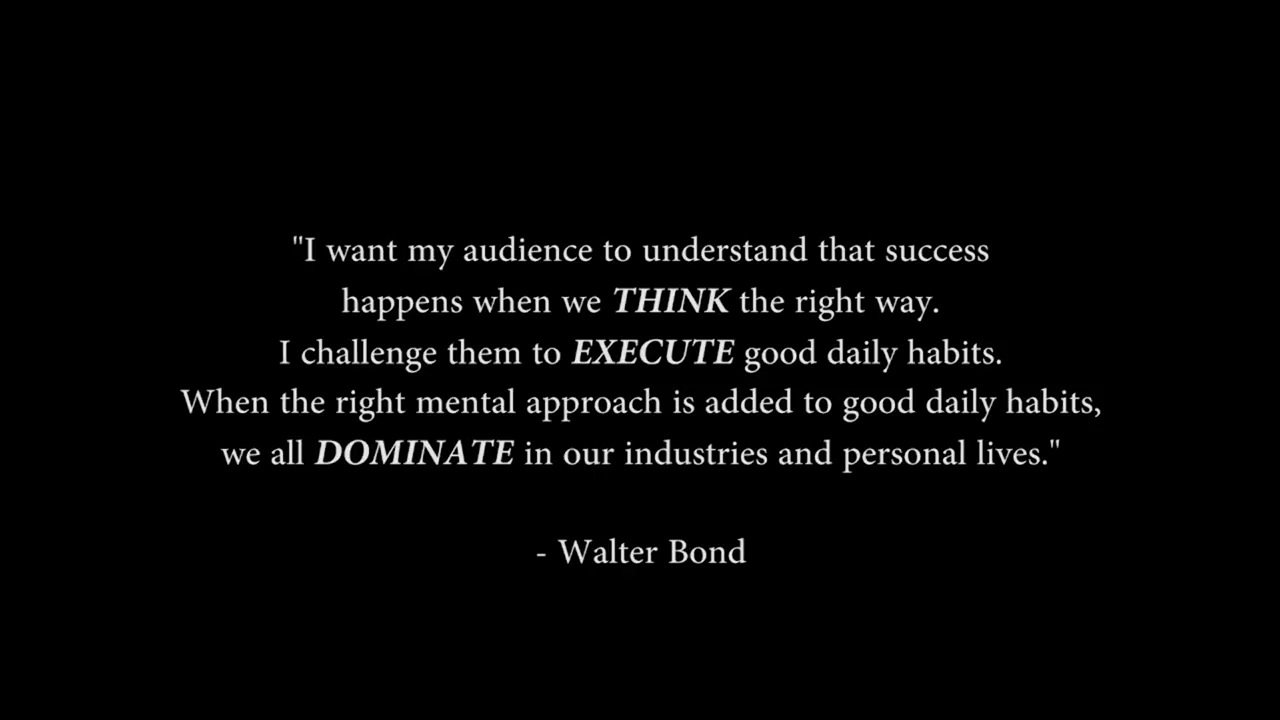 "I want my audience to understand that success
happens when we THINK the right way.
I challenge them to EXECUTE good daily habits.
When the right mental approach is added to good daily habits,
we all DOMINATE in our industries and personal lives."
- Walter Bond